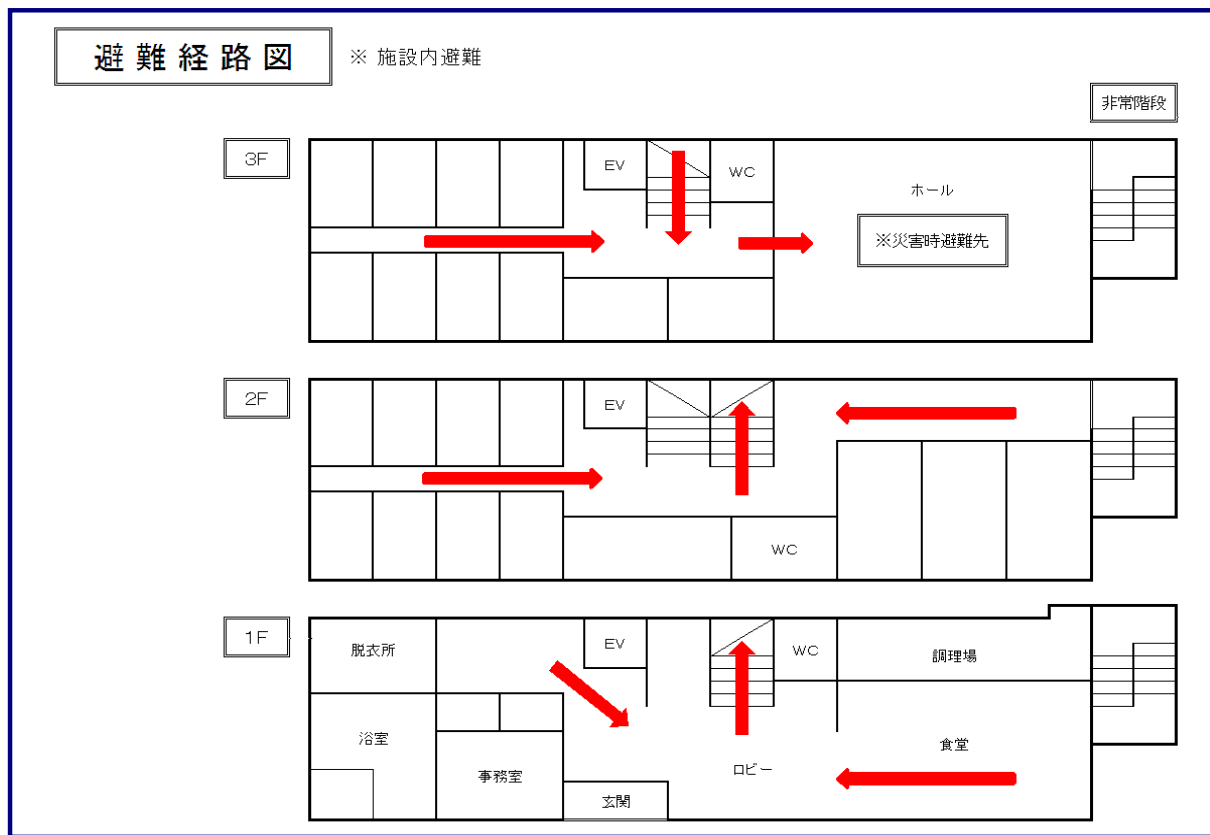 避難経路図
※ 施設内避難
非常階段
3F
EV
WC
ホール
※災害時避難先
2F
EV
WC
1F
脱衣所
EV
WC
調理場
浴室
事務室
ロビー
食堂
玄関